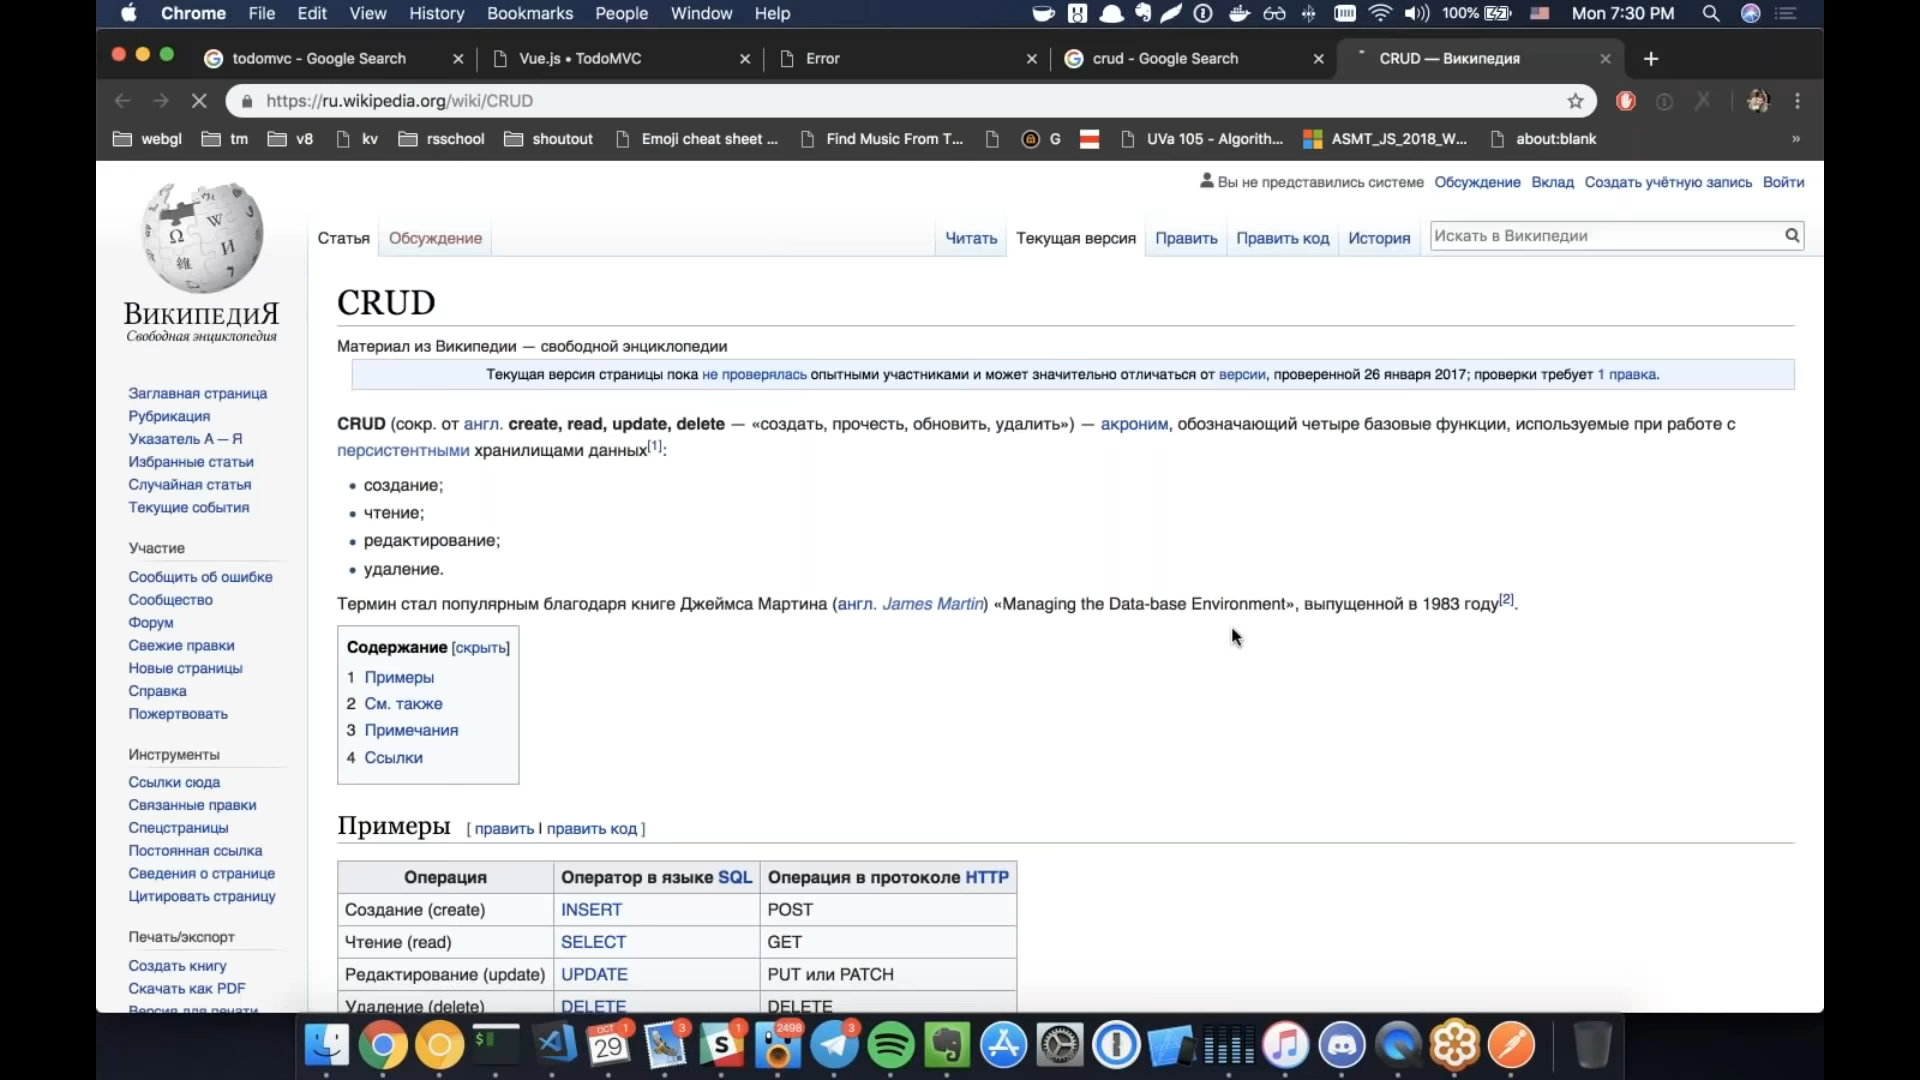 Chrome File Edit View History Bookmarks People Window Help 100% Mon 7:30 PM
todomvc - Google Search Vue.js • TodoMVC Error crud - Google Search CRUD — Википедия
https://ru.wikipedia.org/wiki/CRUD
webgl tm v8 kv rsschool shoutout Emoji cheat sheet ... Find Music From T... G UVa 105 - Algorith... ASMT_JS_2018_W... about:blank »
Вы не представились системе Обсуждение Вклад Создать учётную запись Войти
Статья Обсуждение Читать Текущая версия Править Править код История Искать в Википедии
ВикипедиЯ
Свободная энциклопедия
Заглавная страница
Рубрикация
Указатель А — Я
Избранные статьи
Случайная статья
Текущие события
Участие
Сообщить об ошибке
Сообщество
Форум
Свежие правки
Новые страницы
Справка
Пожертвовать
Инструменты
Ссылки сюда
Связанные правки
Спецстраницы
Постоянная ссылка
Сведения о странице
Цитировать страницу
Печать/экспорт
Создать книгу
Скачать как PDF
Версия для печати
CRUD
Материал из Википедии — свободной энциклопедии
Текущая версия страницы пока не проверялась опытными участниками и может значительно отличаться от версии, проверенной 26 января 2017; проверки требует 1 правка.
CRUD (сокр. от англ. create, read, update, delete — «создать, прочесть, обновить, удалить») — акроним, обозначающий четыре базовые функции, используемые при работе с
персистентными хранилищами данных[1]:
• создание;
• чтение;
• редактирование;
• удаление.
Термин стал популярным благодаря книге Джеймса Мартина (англ. James Martin) «Managing the Data-base Environment», выпущенной в 1983 году[2].
Содержание [скрыть]
1 Примеры
2 См. также
3 Примечания
4 Ссылки
Примеры [ править | править код ]
Операция Оператор в языке SQL Операция в протоколе HTTP
Создание (create) INSERT POST
Чтение (read) SELECT GET
Редактирование (update) UPDATE PUT или PATCH
Удаление (delete) DELETE DELETE
OCT 29 1 3 1 2498 3